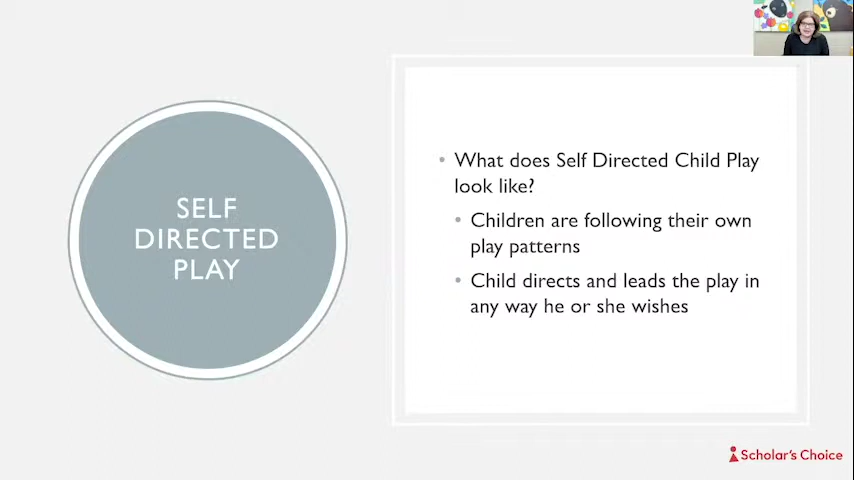 SELF
DIRECTED
PLAY
• What does Self Directed Child Play
look like?
• Children are following their own
play patterns
• Child directs and leads the play in
any way he or she wishes
Scholar's Choice